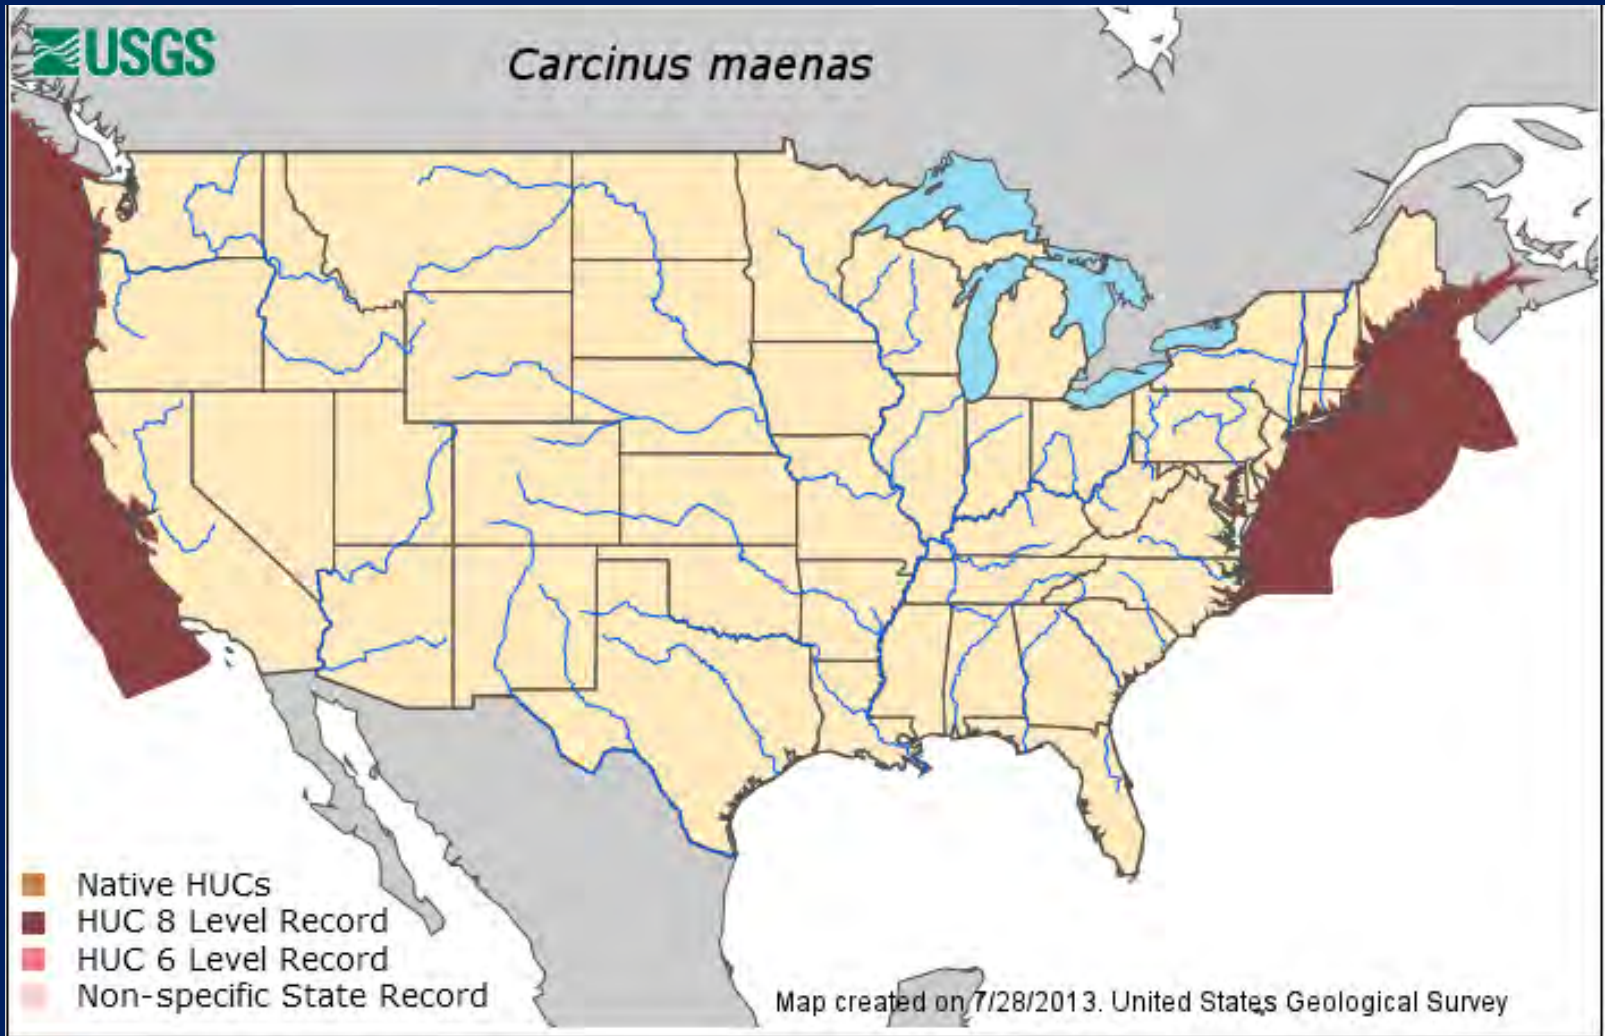 USGS
Carcinus maenas
Native HUCs
HUC 8 Level Record
HUC 6 Level Record
Non-specific State Record
Map created on 7/28/2013. United States Geological Survey